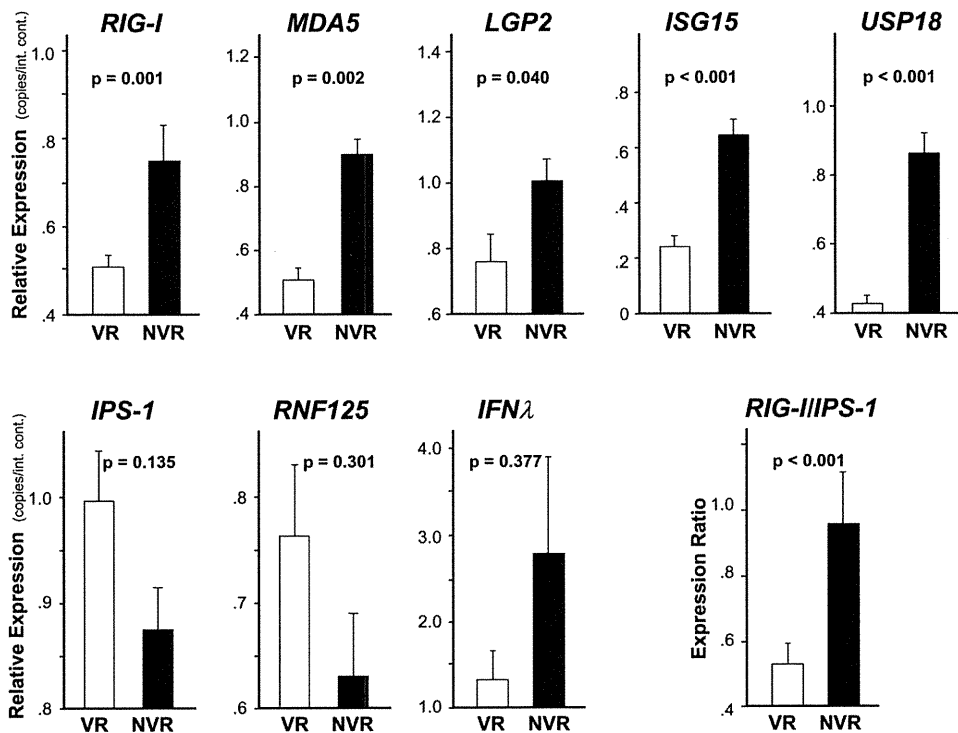 RIG-I MDA5 LGP2 ISG15 USP18
Relative Expression (copies/int. cont.)
1.0
.8
.6
.4
p = 0.001
VR NVR
1.2
1.0
.8
.6
.4
p = 0.002
VR NVR
1.4
1.2
1.0
.8
.6
p = 0.040
VR NVR
.8
.6
.4
.2
0
p < 0.001
VR NVR
1.0
.8
.6
.4
p < 0.001
VR NVR
IPS-1 RNF125 IFNλ RIG-I/IPS-1
Relative Expression (copies/int. cont.)
1.0
.9
.8
p = 0.135
VR NVR
.8
.7
.6
p = 0.301
VR NVR
4.0
3.0
2.0
1.0
p = 0.377
VR NVR
Expression Ratio
1.2
1.0
.8
.6
.4
p < 0.001
VR NVR